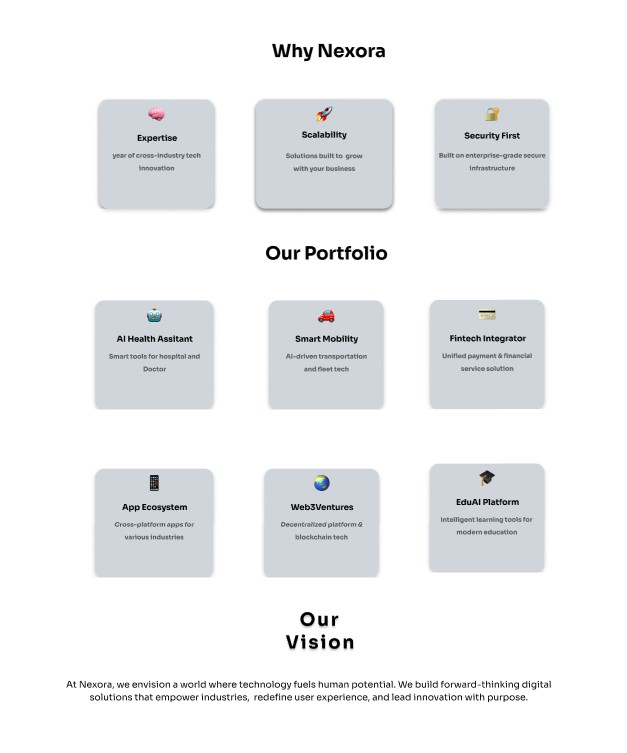 Why Nexora
Expertise
year of cross-industry tech
innovation
Scalability
Solutions built to grow
with your business
Security First
Built on enterprise-grade secure
infrastructure
Our Portfolio
AI Health Assitant
Smart tools for hospital and
Doctor
Smart Mobility
AI-driven transportation
and fleet tech
Fintech Integrator
Unified payment & financial
service solution
App Ecosystem
Cross-platform apps for
various industries
Web3Ventures
Decentralized platform &
blockchain tech
EduAI Platform
Intelligent learning tools for
modern education
Our
Vision
At Nexora, we envision a world where technology fuels human potential. We build forward-thinking digital
solutions that empower industries, redefine user experience, and lead innovation with purpose.